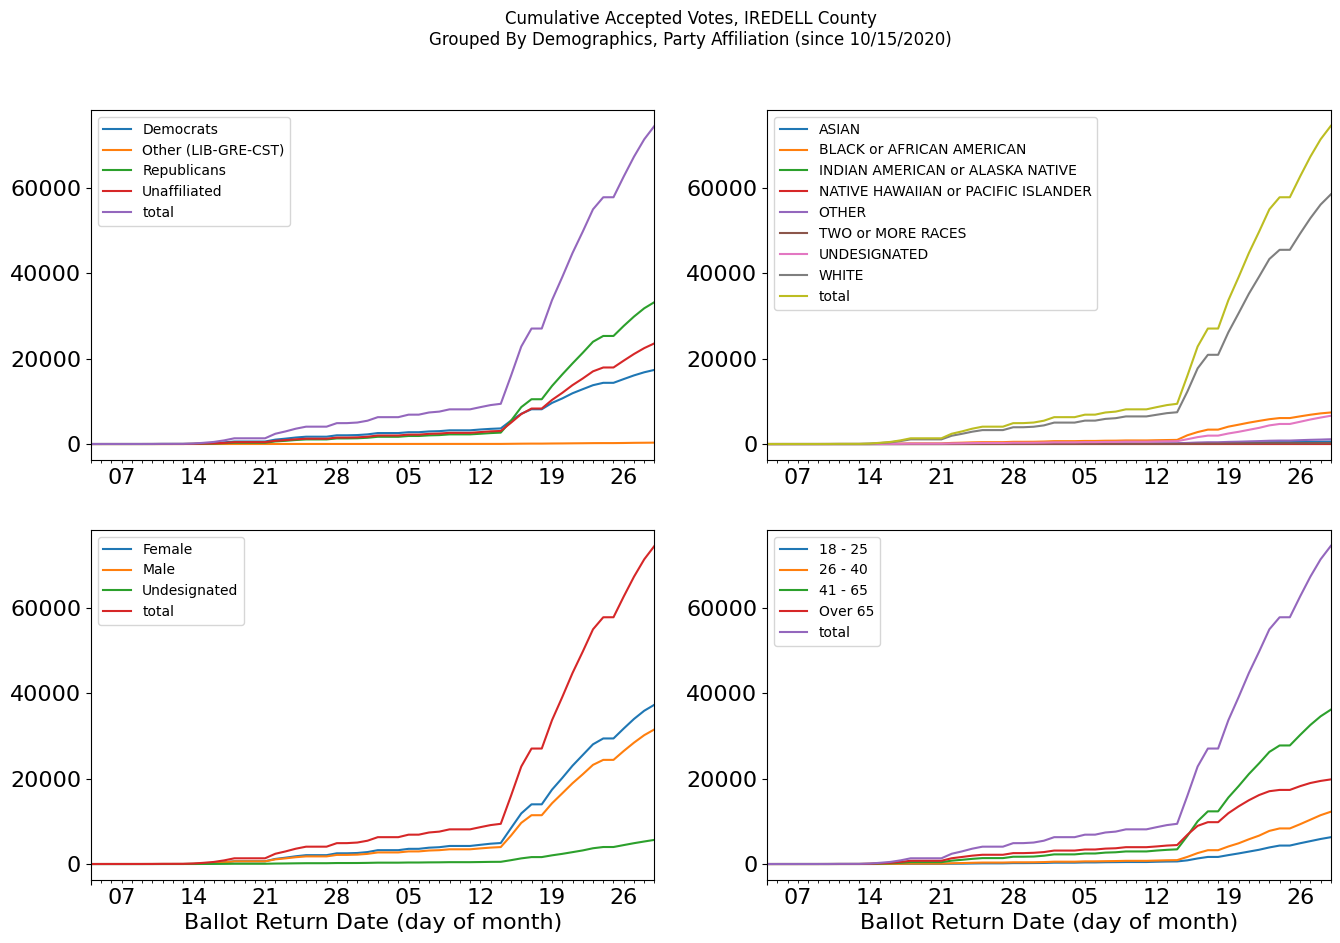 Cumulative Accepted Votes, IREDELL County
Grouped By Demographics, Party Affiliation (since 10/15/2020)
Democrats
Other (LIB-GRE-CST)
Republicans
Unaffiliated
total
60000
40000
20000
0
07 14 21 28 05 12 19 26
ASIAN
BLACK or AFRICAN AMERICAN
INDIAN AMERICAN or ALASKA NATIVE
NATIVE HAWAIIAN or PACIFIC ISLANDER
OTHER
TWO or MORE RACES
UNDESIGNATED
WHITE
total
60000
40000
20000
0
07 14 21 28 05 12 19 26
Female
Male
Undesignated
total
60000
40000
20000
0
07 14 21 28 05 12 19 26
Ballot Return Date (day of month)
18 - 25
26 - 40
41 - 65
Over 65
total
60000
40000
20000
0
07 14 21 28 05 12 19 26
Ballot Return Date (day of month)